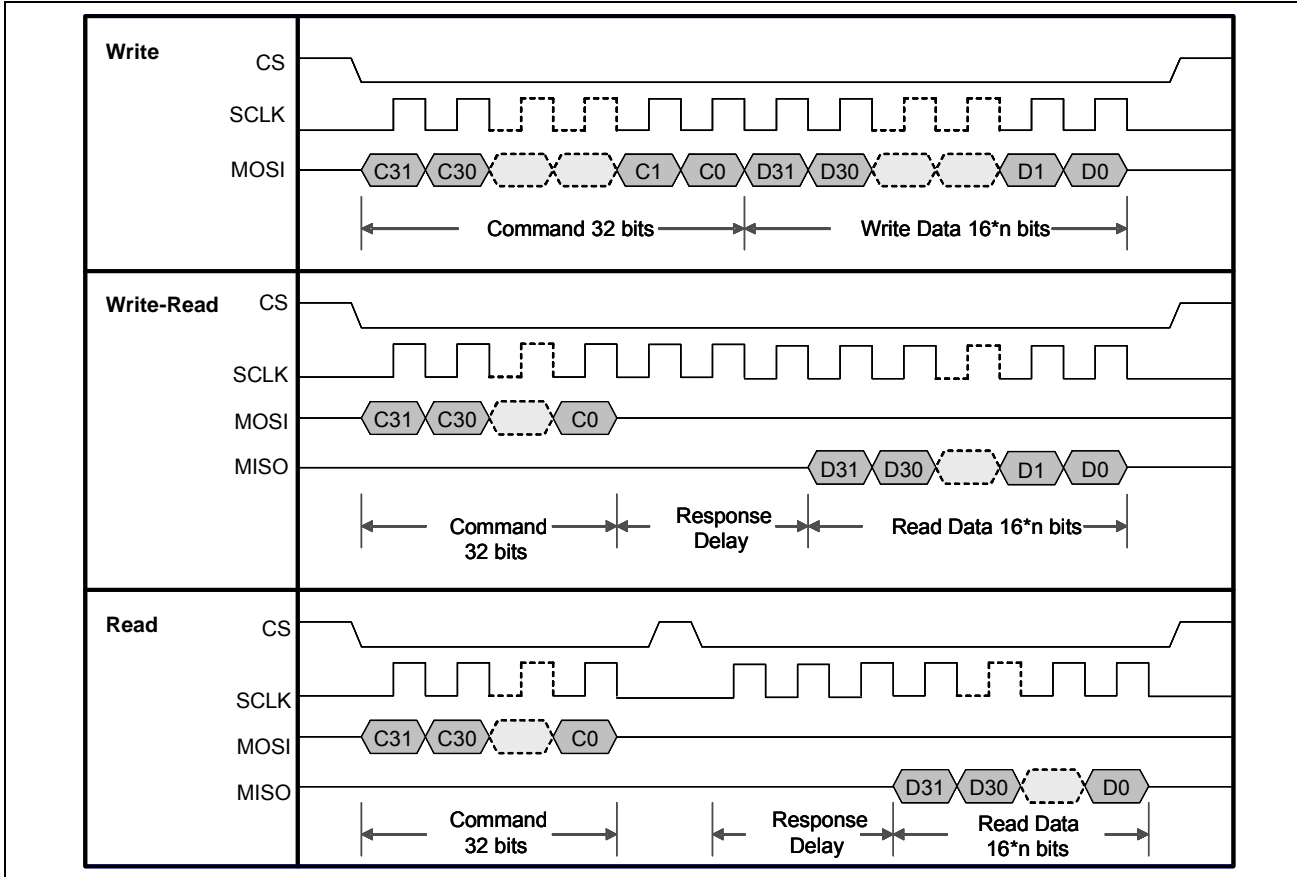 Write
CS
SCLK
MOSI
C31 C30 C1 C0 D31 D30 D1 D0
Command 32 bits Write Data 16*n bits
Write-Read CS
SCLK
MOSI
C31 C30 C0
MISO
D31 D30 D1 D0
Command
32 bits
Response
Delay
Read Data 16*n bits
Read CS
SCLK
MOSI
C31 C30 C0
MISO
D31 D30 D0
Command
32 bits
Response
Delay
Read Data
16*n bits